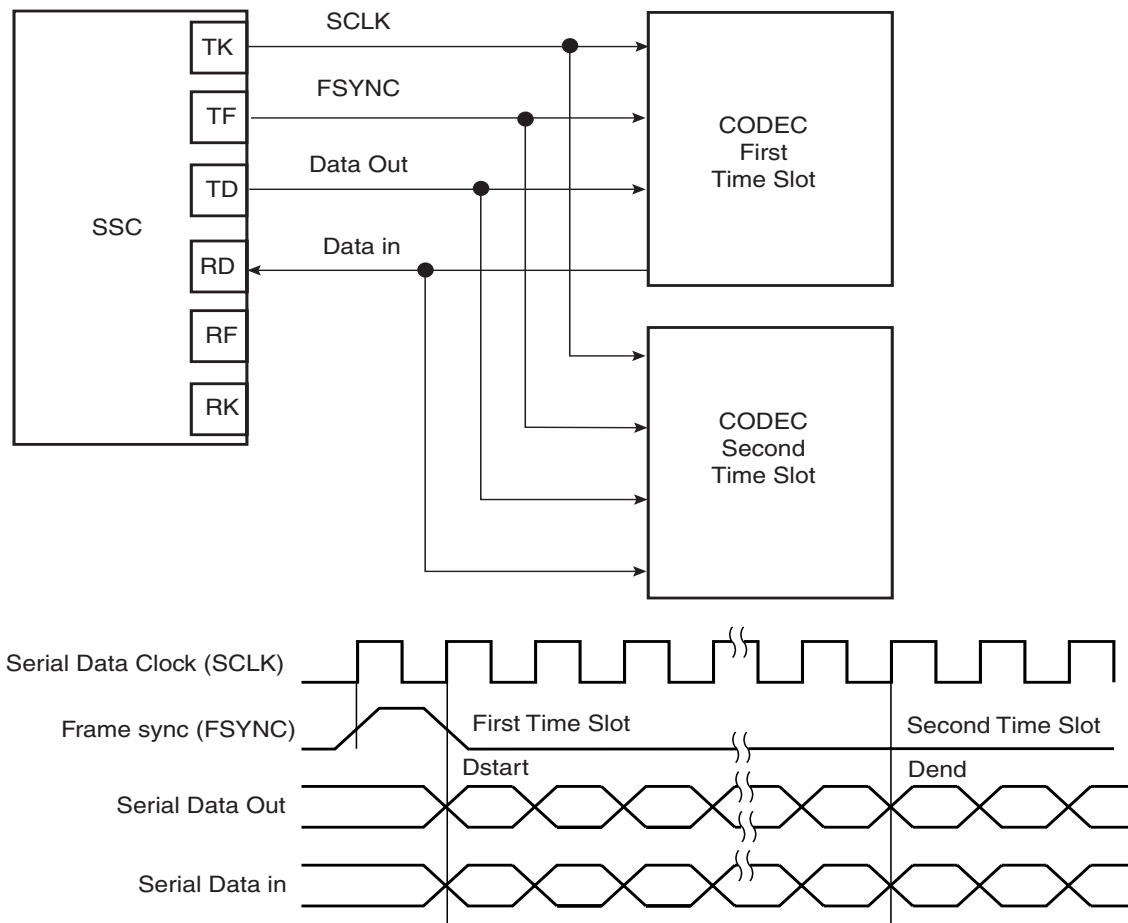 SSC
TK
TF
TD
RD
RF
RK
SCLK
FSYNC
Data Out
Data in
CODEC
First
Time Slot
CODEC
Second
Time Slot
Serial Data Clock (SCLK)
Frame sync (FSYNC)
First Time Slot
Second Time Slot
Dstart
Dend
Serial Data Out
Serial Data in